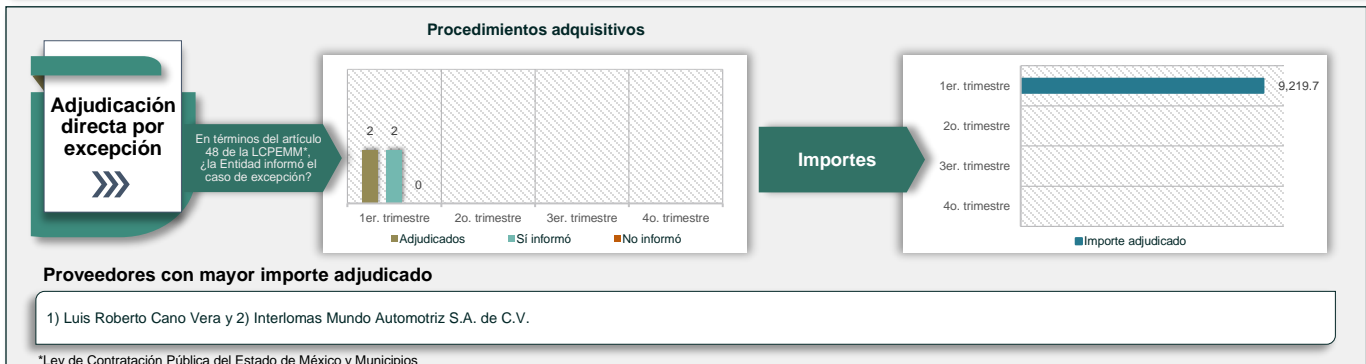 Procedimientos adquisitivos
Adjudicación
directa por
excepción
En términos del artículo
48 de la LCPEMM*,
¿la Entidad informó el
caso de excepción?
2 2
0
1er. trimestre 2o. trimestre 3er. trimestre 4o. trimestre
Adjudicados Sí informó No informó
Importes
1er. trimestre 9,219.7
2o. trimestre
3er. trimestre
4o. trimestre
Importe adjudicado
Proveedores con mayor importe adjudicado
1) Luis Roberto Cano Vera y 2) Interlomas Mundo Automotriz S.A. de C.V.
*Ley de Contratación Pública del Estado de México y Municipios